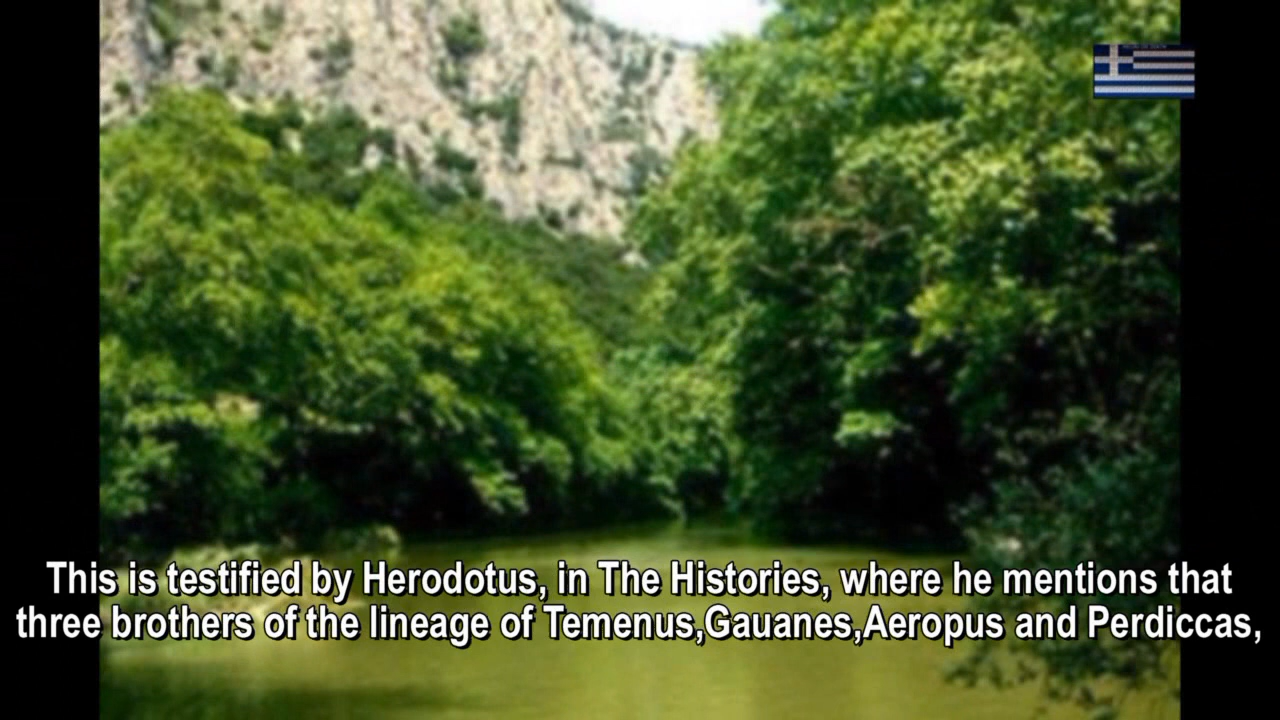 This is testified by Herodotus, in The Histories, where he mentions that
three brothers of the lineage of Temenus,Gauanes,Aeropus and Perdiccas,